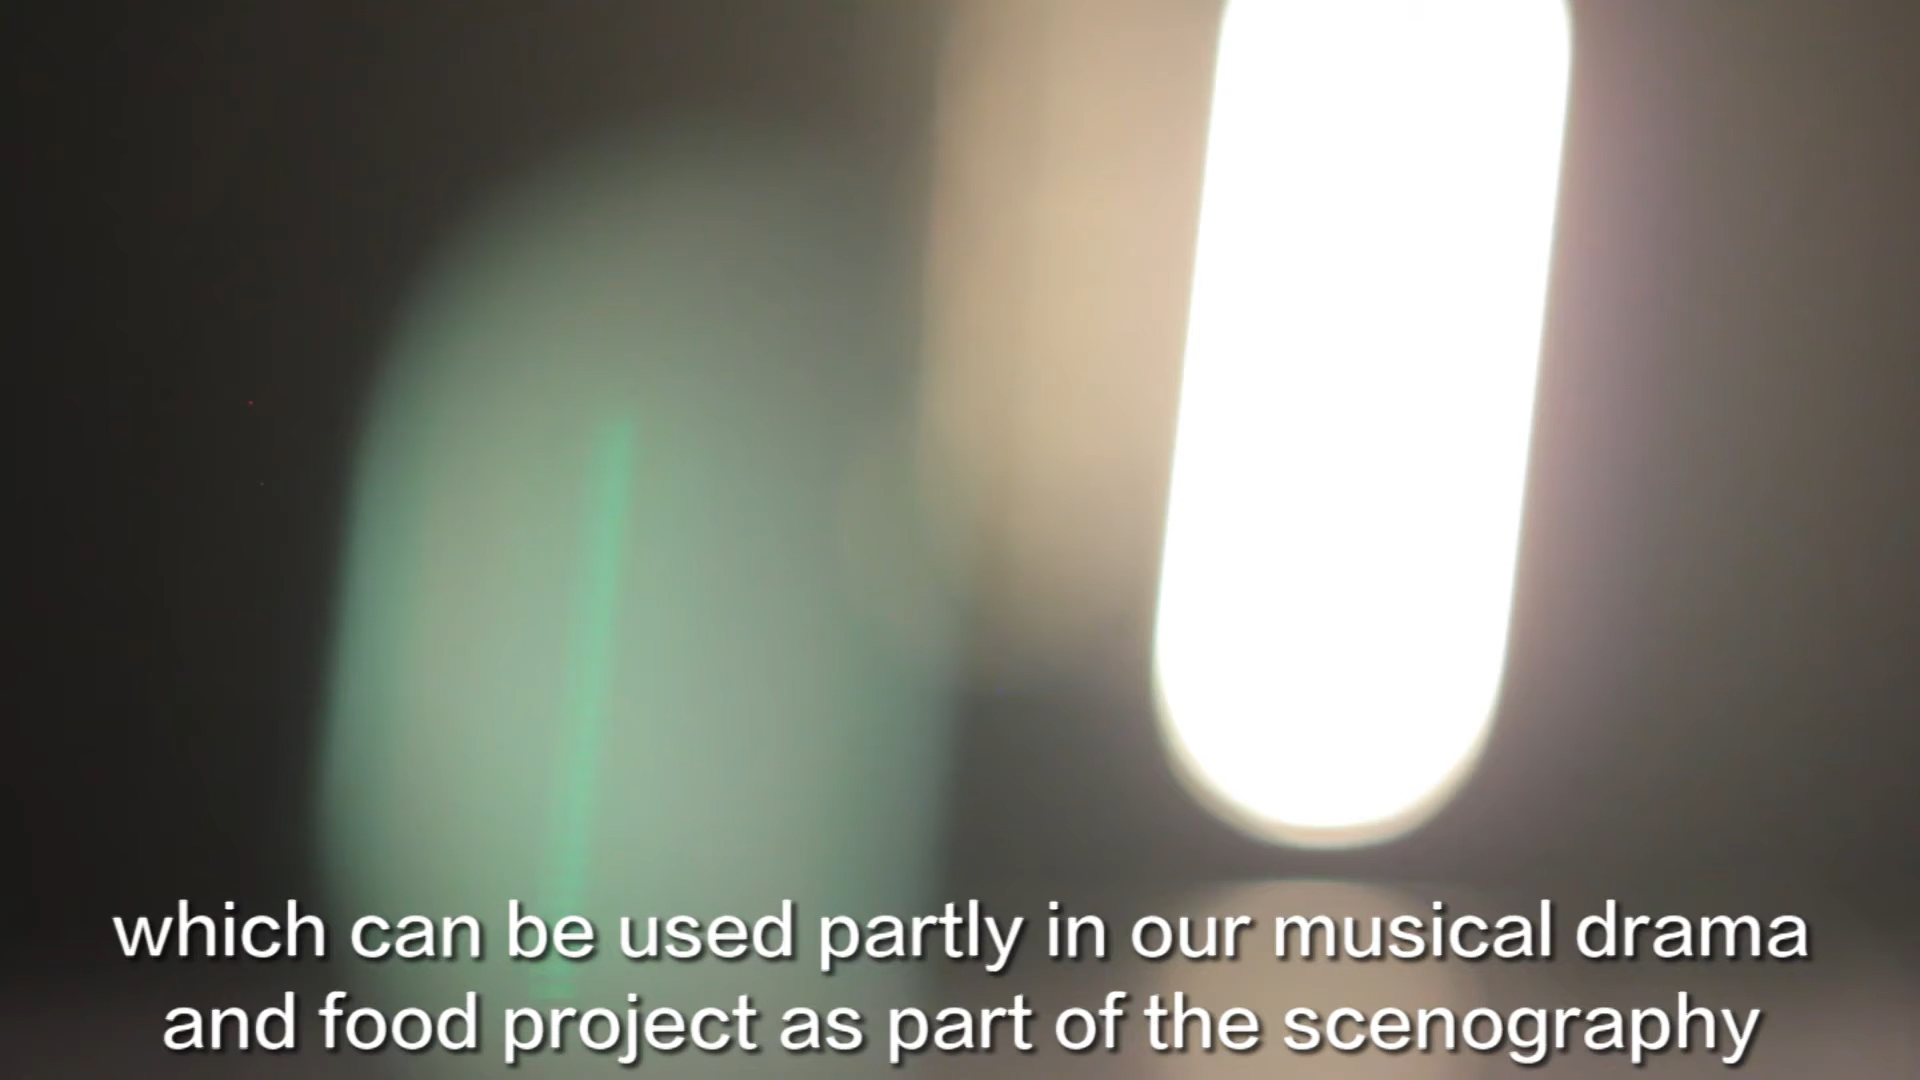 which can be used partly in our musical drama
and food project as part of the scenography